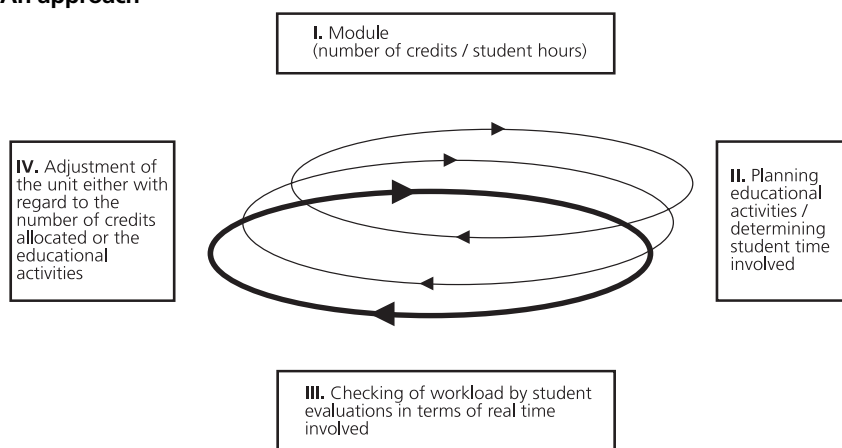 An approach
I. Module
(number of credits / student hours)
IV. Adjustment of
the unit either with
regard to the
number of credits
allocated or the
educational
activities
II. Planning
educational
activities /
determining
student time
involved
III. Checking of workload by student
evaluations in terms of real time
involved